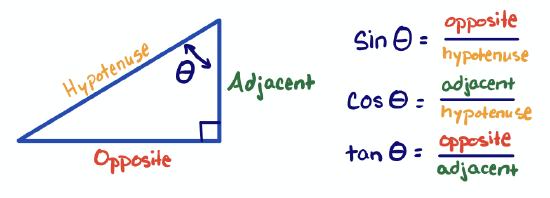 Hypotenuse
θ
Adjacent
Opposite
Sin θ = opposite / hypotenuse
cos θ = adjacent / hypotenuse
tan θ = opposite / adjacent